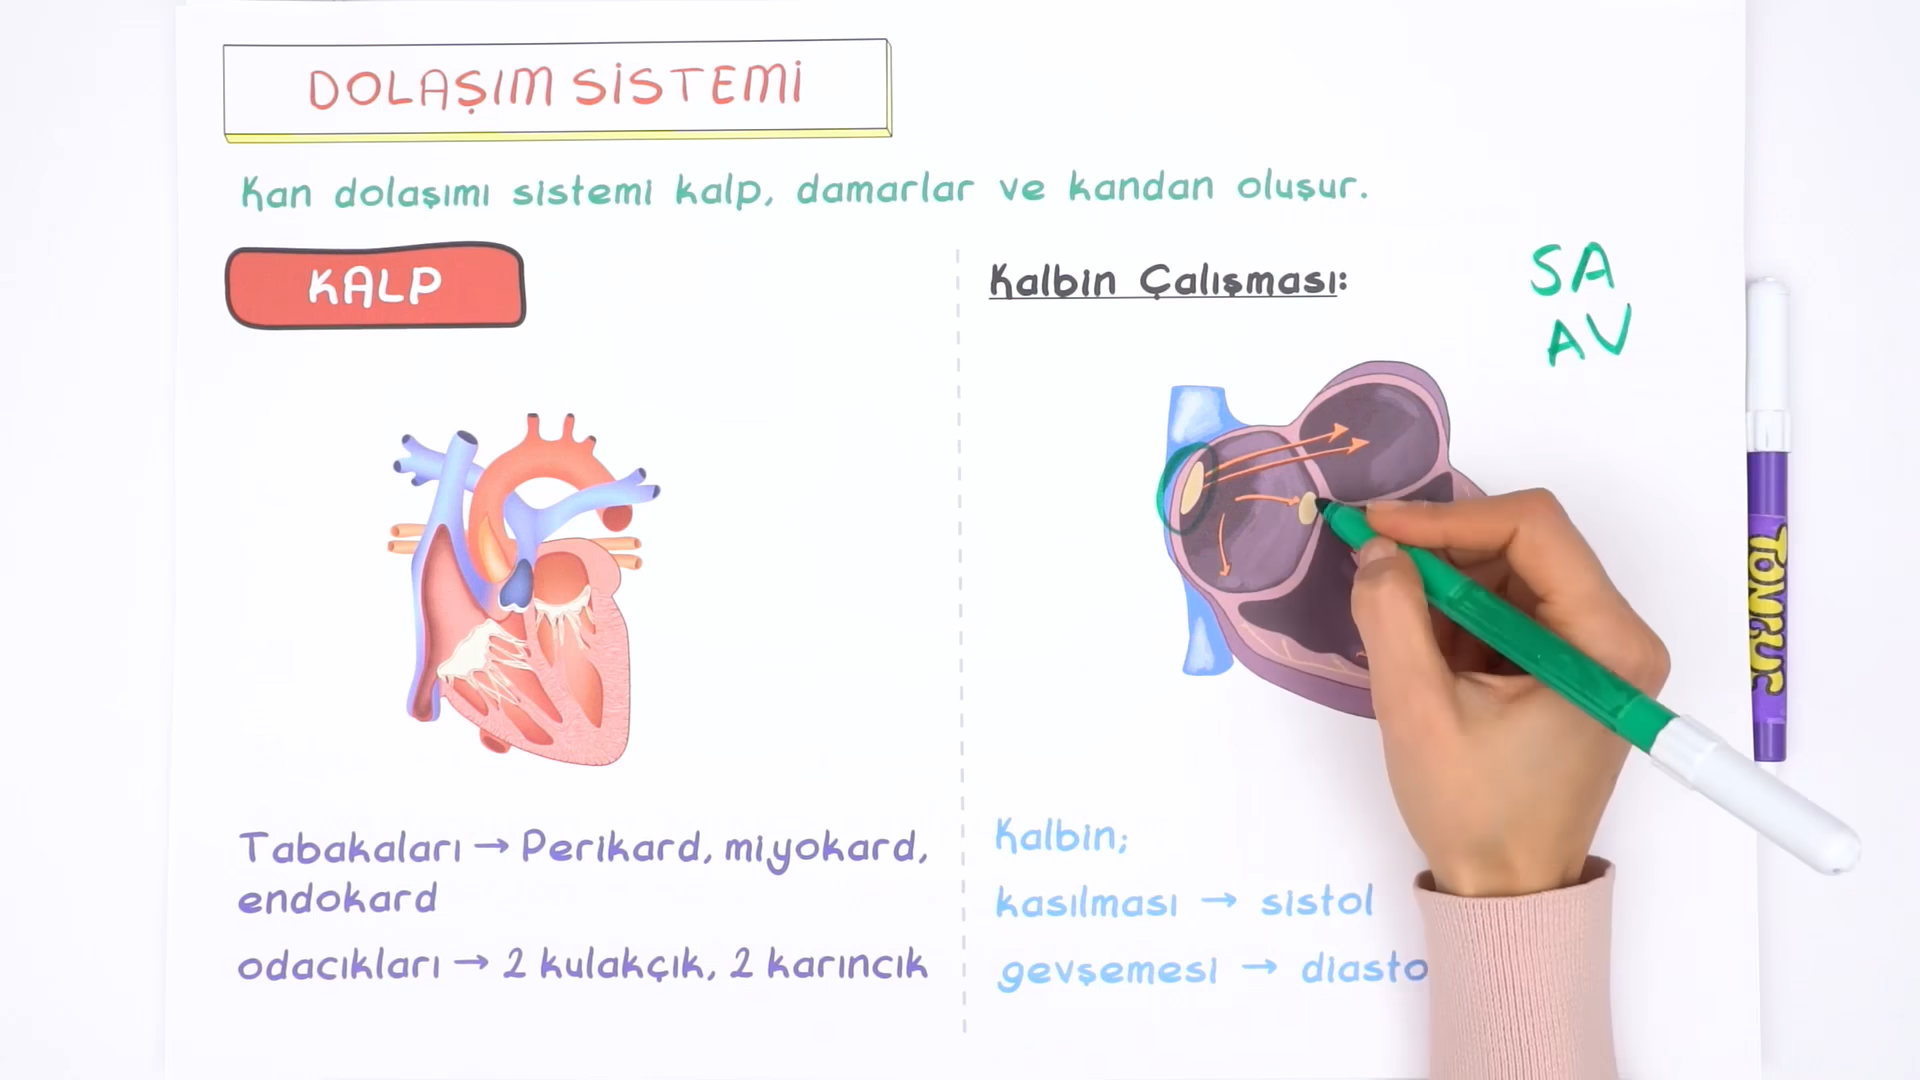 DOLAŞIM SİSTEMİ
Kan dolaşımı sistemi kalp, damarlar ve kandan oluşur.
KALP
Tabakaları → Perikard, miyokard,
endokard
odacıkları → 2 kulakçık, 2 karıncık
Kalbin Çalışması:
SA
AV
Kalbin;
kasılması → sistol
gevşemesi → diasto
TOMBUŞ